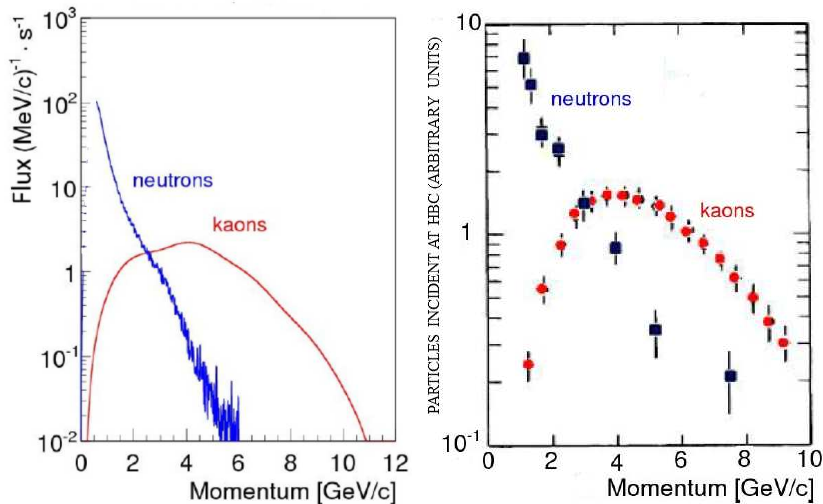 Flux (MeV/c)⁻¹ · s⁻¹
10³
10²
10
1
10⁻¹
10⁻²
neutrons
kaons
0 2 4 6 8 10 12
Momentum [GeV/c]
PARTICLES INCIDENT AT HBC (ARBITRARY UNITS)
10
1
10⁻¹
neutrons
kaons
0 2 4 6 8 10
Momentum [GeV/c]